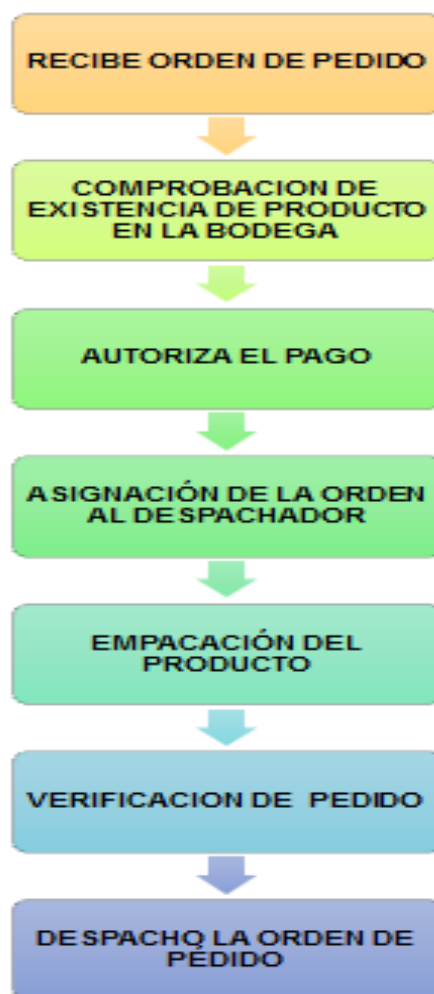 RECIBE ORDEN DE PEDIDO
COMPROBACION DE
EXISTENCIA DE PRODUCTO
EN LA BODEGA
AUTORIZA EL PAGO
ASIGNACIÓN DE LA ORDEN
AL DESPACHADOR
EMPACACIÓN DEL
PRODUCTO
VERIFICACION DE PEDIDO
DESPACHO LA ORDEN DE
PEDIDO